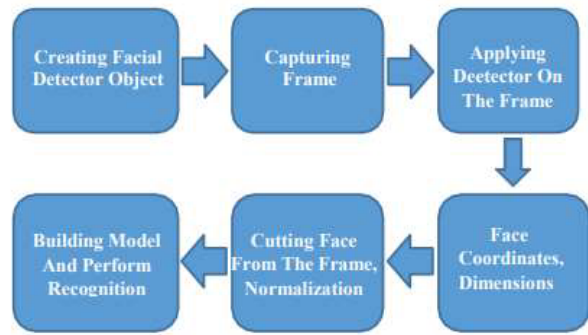 Creating Facial
Detector Object
Capturing
Frame
Applying
Deetector On
The Frame
Face
Coordinates,
Dimensions
Cutting Face
From The Frame,
Normalization
Building Model
And Perform
Recognition